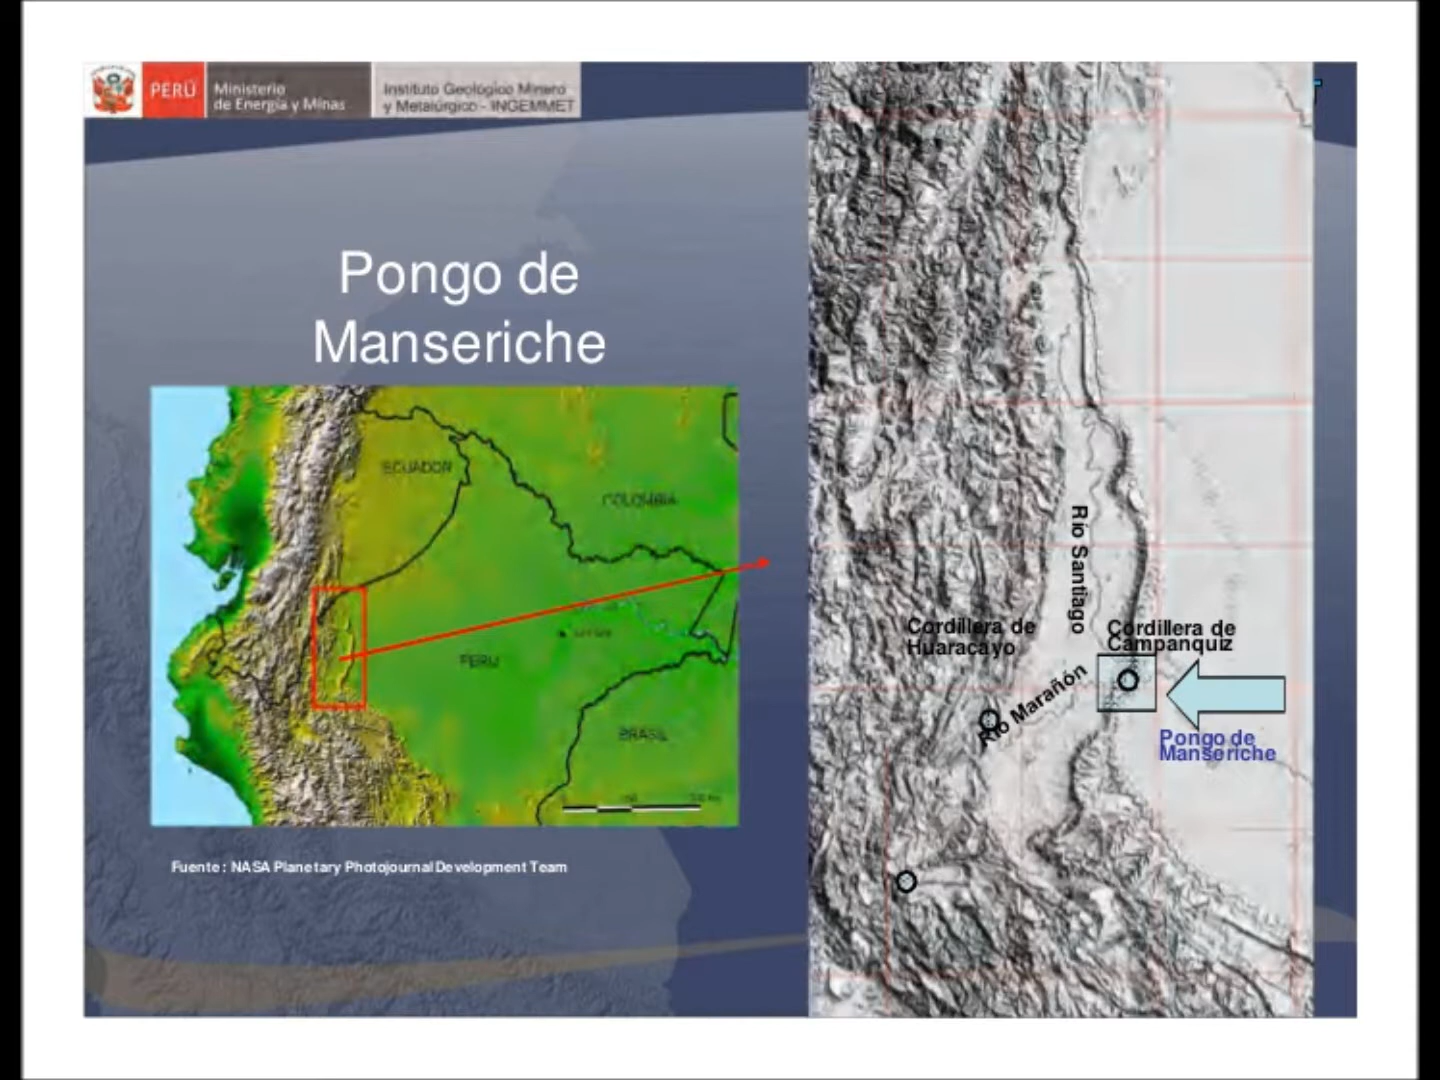 PERÚ
Ministerio
de Energía y Minas
Instituto Geológico Minero
y Metalúrgico - INGEMMET
Pongo de
Manseriche
ECUADOR
COLOMBIA
PERU
BRASIL
Fuente: NASA Planetary Photojournal Development Team
Río Santiago
Cordillera de
Huaracayo
Cordillera de
Campanquiz
Río Marañón
Pongo de
Manseriche